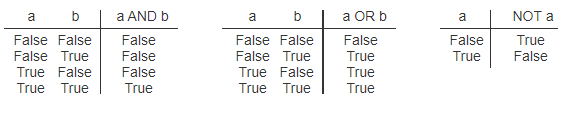 a b a AND b
False False False
False True False
True False False
True True True
a b a OR b
False False False
False True True
True False True
True True True
a NOT a
False True
True False